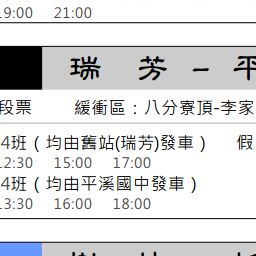 19:00 21:00
瑞 芳 - 平
段票 緩衝區：八分寮頂-李家
4班（均由舊站(瑞芳)發車） 假
12:30 15:00 17:00
4班（均由平溪國中發車）
13:30 16:00 18:00